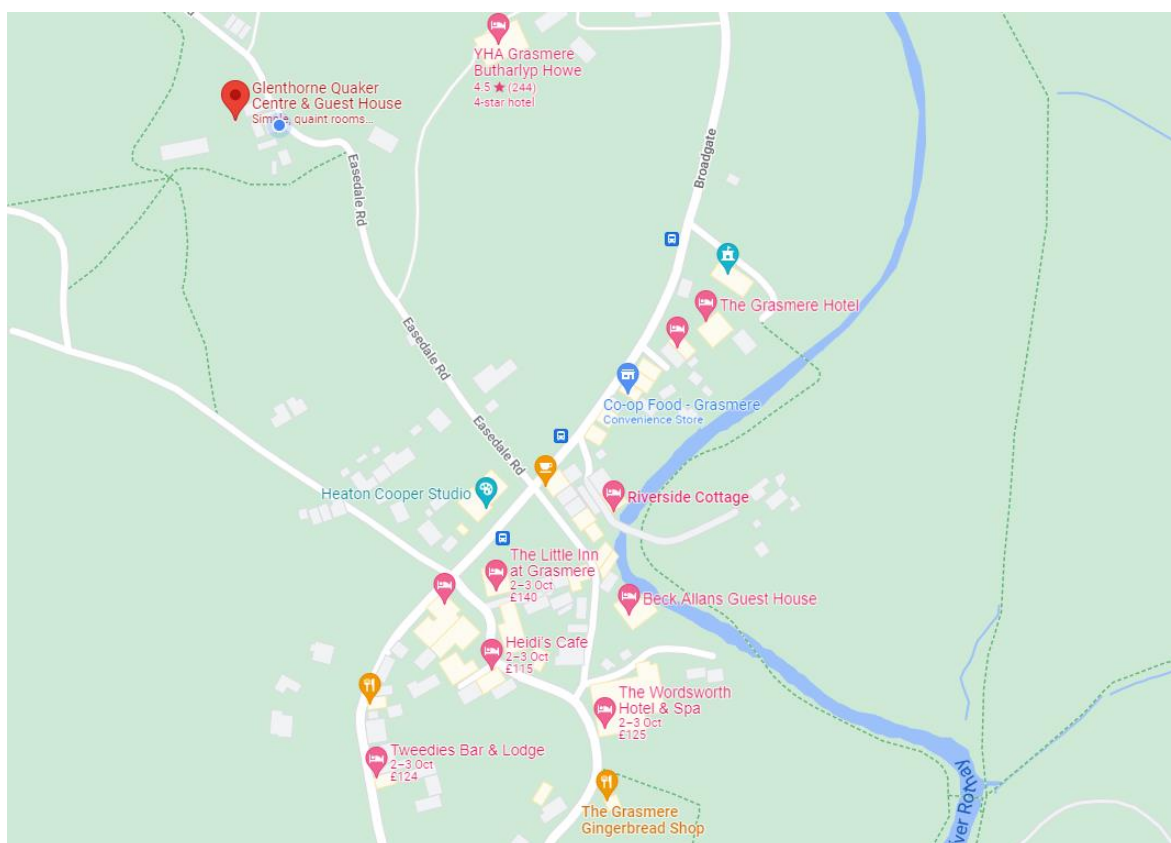 YHA Grasmere
Butharlyp Howe
4.5 ★ (244)
4-star hotel
Glenthorne Quaker
Centre & Guest House
Simple, quaint rooms...
Broadgate
Easedale Rd
The Grasmere Hotel
Easedale Rd
Co-op Food - Grasmere
Convenience Store
Easedale Rd
Heaton Cooper Studio
Riverside Cottage
The Little Inn
at Grasmere
2–3 Oct
£140
Beck Allans Guest House
Heidi's Cafe
2–3 Oct
£115
The Wordsworth
Hotel & Spa
2–3 Oct
£125
Tweedies Bar & Lodge
2–3 Oct
£124
The Grasmere
Gingerbread Shop
Rothay